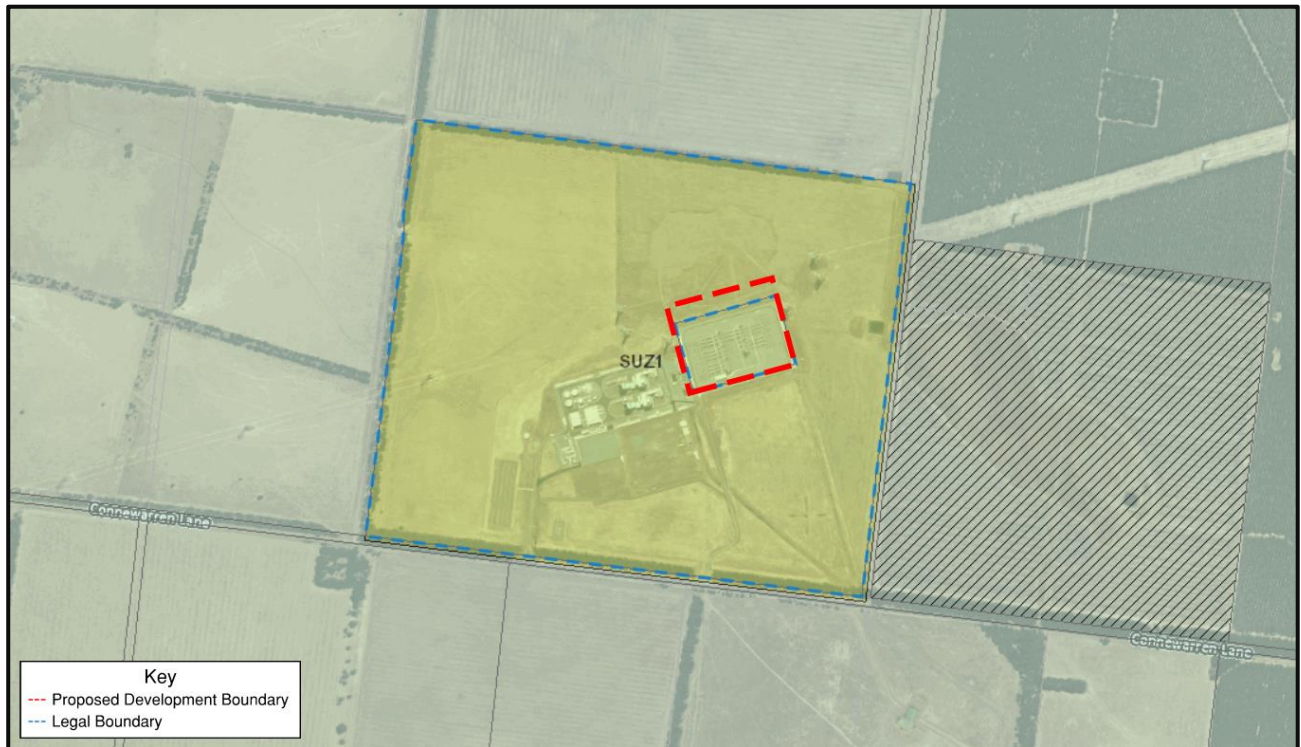 SUZ1
Connewarren Lane
Connewarren Lane
Key
Proposed Development Boundary
Legal Boundary